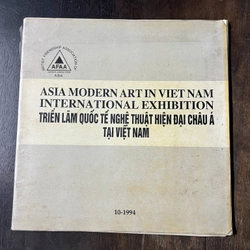 AFAA
ASIA
ASIA MODERN ART IN VIET NAM
INTERNATIONAL EXHIBITION
TRIỂN LÃM QUỐC TẾ NGHỆ THUẬT HIỆN ĐẠI CHÂU Á
TẠI VIỆT NAM
10-1994